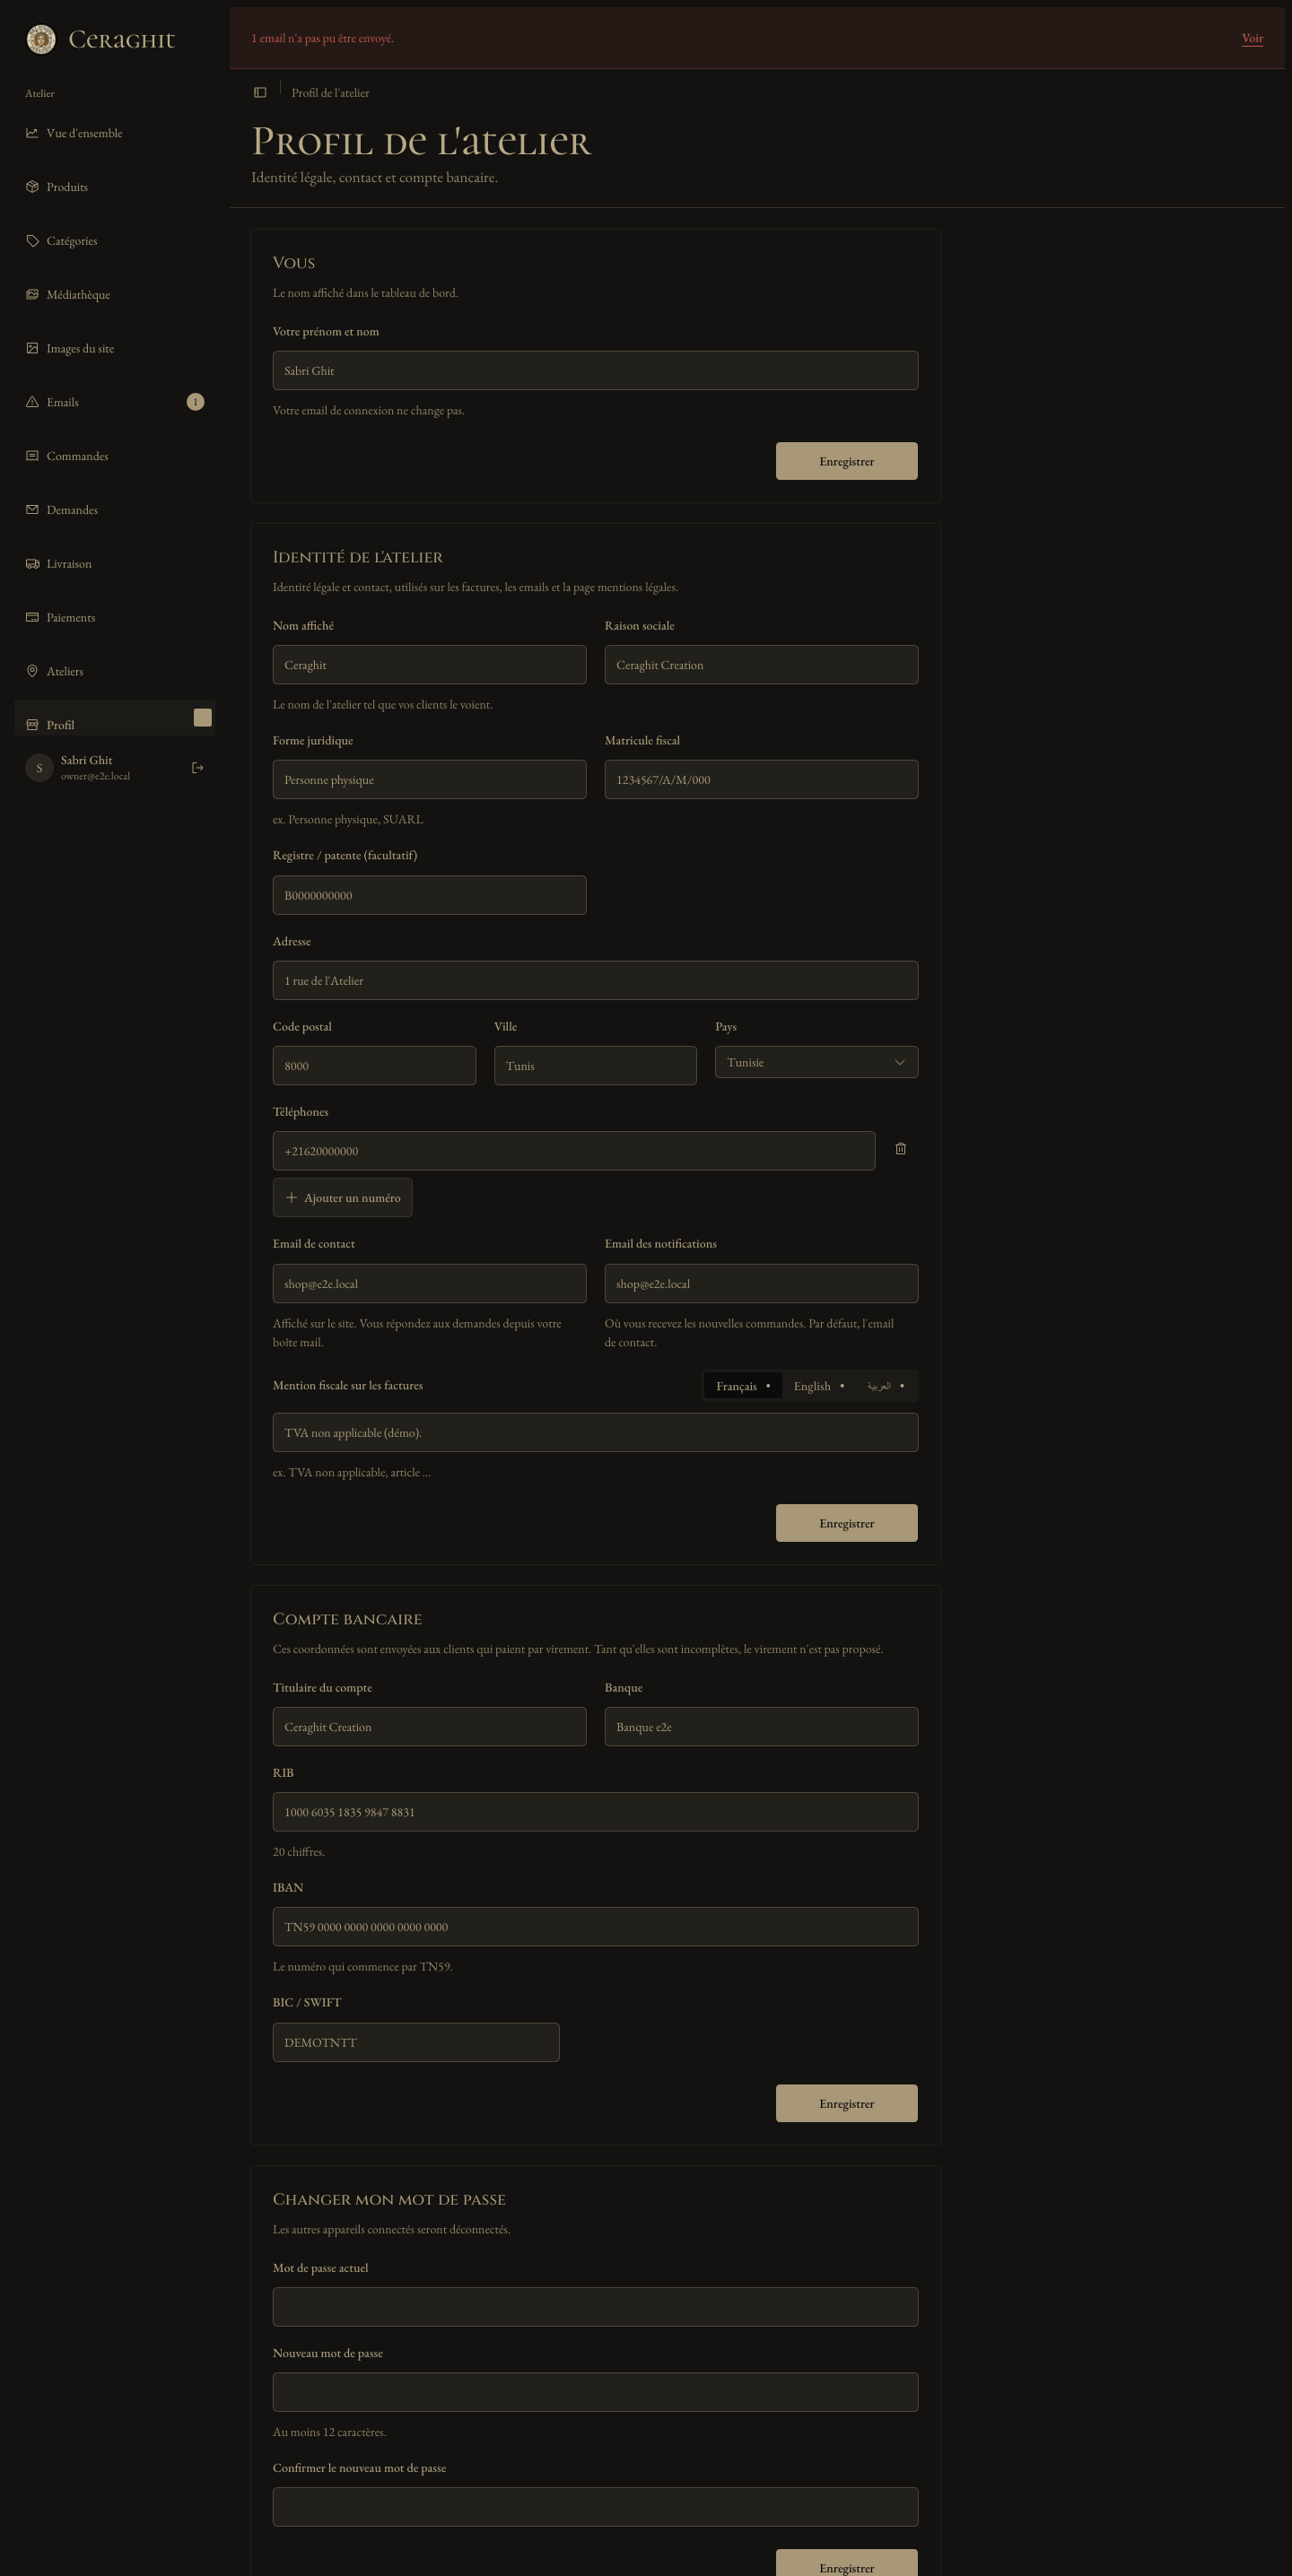 Ceraghit
Atelier
Vue d'ensemble
Produits
Catégories
Médiathèque
Images du site
Emails 1
Commandes
Demandes
Livraison
Paiements
Ateliers
Profil
S
Sabri Ghit
owner@e2e.local
1 email n'a pas pu être envoyé. Voir
Profil de l'atelier
Profil de l'atelier
Identité légale, contact et compte bancaire.
Vous
Le nom affiché dans le tableau de bord.
Votre prénom et nom
Sabri Ghit
Votre email de connexion ne change pas.
Enregistrer
Identité de l'atelier
Identité légale et contact, utilisés sur les factures, les emails et la page mentions légales.
Nom affiché Raison sociale
Ceraghit Ceraghit Creation
Le nom de l'atelier tel que vos clients le voient.
Forme juridique Matricule fiscal
Personne physique 1234567/A/M/000
ex. Personne physique, SUARL
Registre / patente (facultatif)
B0000000000
Adresse
1 rue de l'Atelier
Code postal Ville Pays
8000 Tunis Tunisie
Téléphones
+21620000000
Ajouter un numéro
Email de contact Email des notifications
shop@e2e.local shop@e2e.local
Affiché sur le site. Vous répondez aux demandes depuis votre
boîte mail.
Où vous recevez les nouvelles commandes. Par défaut, l'email
de contact.
Mention fiscale sur les factures Français • English • العربية •
TVA non applicable (démo).
ex. TVA non applicable, article ...
Enregistrer
Compte bancaire
Ces coordonnées sont envoyées aux clients qui paient par virement. Tant qu'elles sont incomplètes, le virement n'est pas proposé.
Titulaire du compte Banque
Ceraghit Creation Banque e2e
RIB
1000 6035 1835 9847 8831
20 chiffres.
IBAN
TN59 0000 0000 0000 0000 0000
Le numéro qui commence par TN59.
BIC / SWIFT
DEMOTNTT
Enregistrer
Changer mon mot de passe
Les autres appareils connectés seront déconnectés.
Mot de passe actuel
Nouveau mot de passe
Au moins 12 caractères.
Confirmer le nouveau mot de passe
Enregistrer